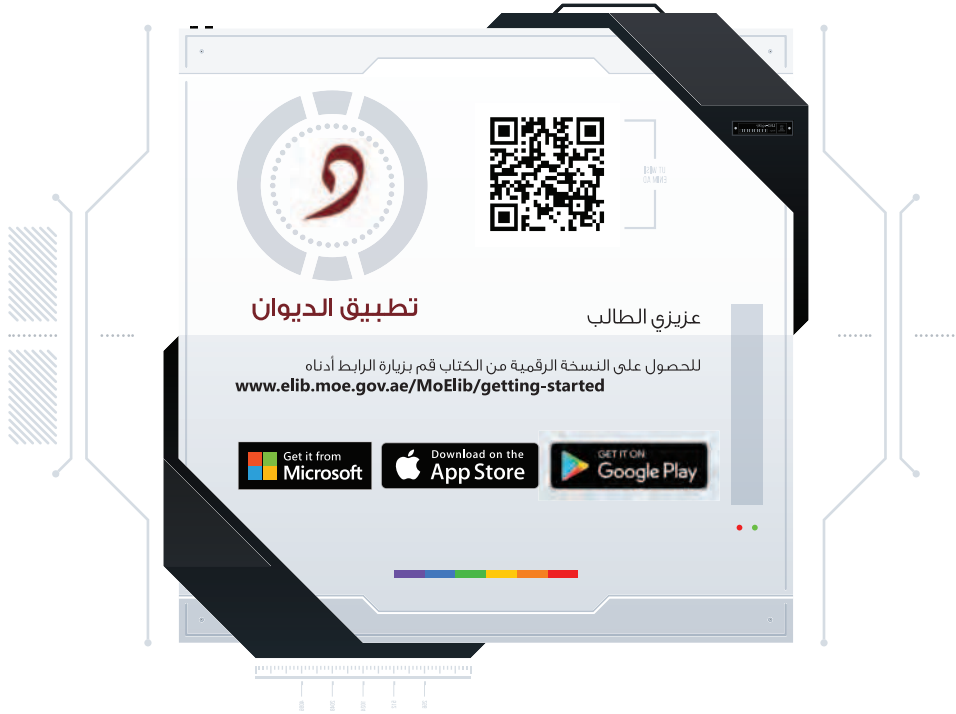 تطبيق الديوان
عزيزي الطالب
للحصول على النسخة الرقمية من الكتاب قم بزيارة الرابط أدناه
www.elib.moe.gov.ae/MoElib/getting-started
Get it from
Microsoft
Download on the
App Store
GET IT ON
Google Play